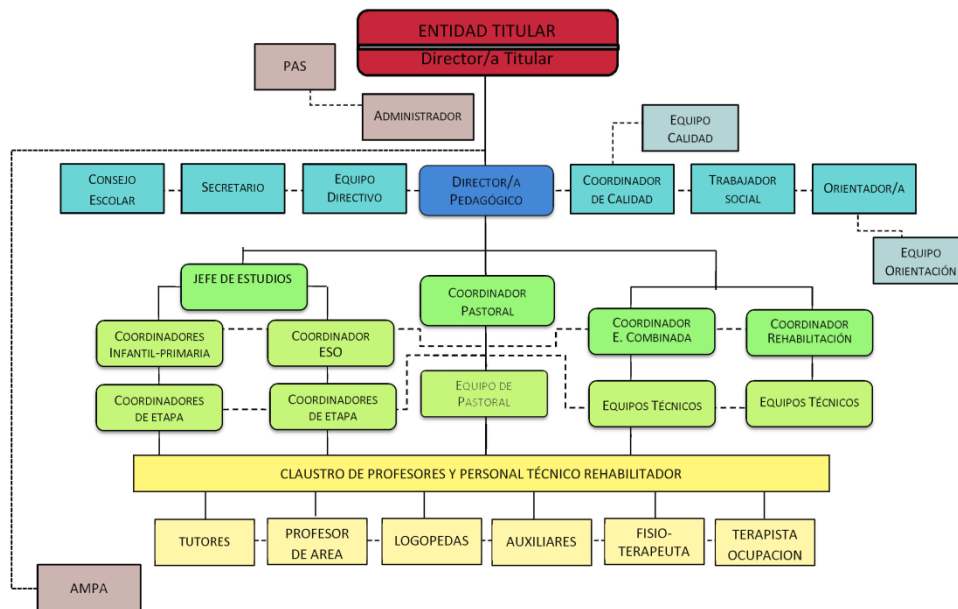 ENTIDAD TITULAR
Director/a Titular
PAS
ADMINISTRADOR
EQUIPO
CALIDAD
CONSEJO
ESCOLAR
SECRETARIO
EQUIPO
DIRECTIVO
DIRECTOR/A
PEDAGÓGICO
COORDINADOR
DE CALIDAD
TRABAJADOR
SOCIAL
ORIENTADOR/A
EQUIPO
ORIENTACIÓN
JEFE DE ESTUDIOS
COORDINADOR
PASTORAL
COORDINADORES
INFANTIL-PRIMARIA
COORDINADOR
ESO
COORDINADOR
E. COMBINADA
COORDINADOR
REHABILITACIÓN
COORDINADORES
DE ETAPA
COORDINADORES
DE ETAPA
EQUIPO DE
PASTORAL
EQUIPOS TÉCNICOS
EQUIPOS TÉCNICOS
CLAUSTRO DE PROFESORES Y PERSONAL TÉCNICO REHABILITADOR
TUTORES
PROFESOR
DE AREA
LOGOPEDAS
AUXILIARES
FISIO-
TERAPEUTA
TERAPISTA
OCUPACION
AMPA